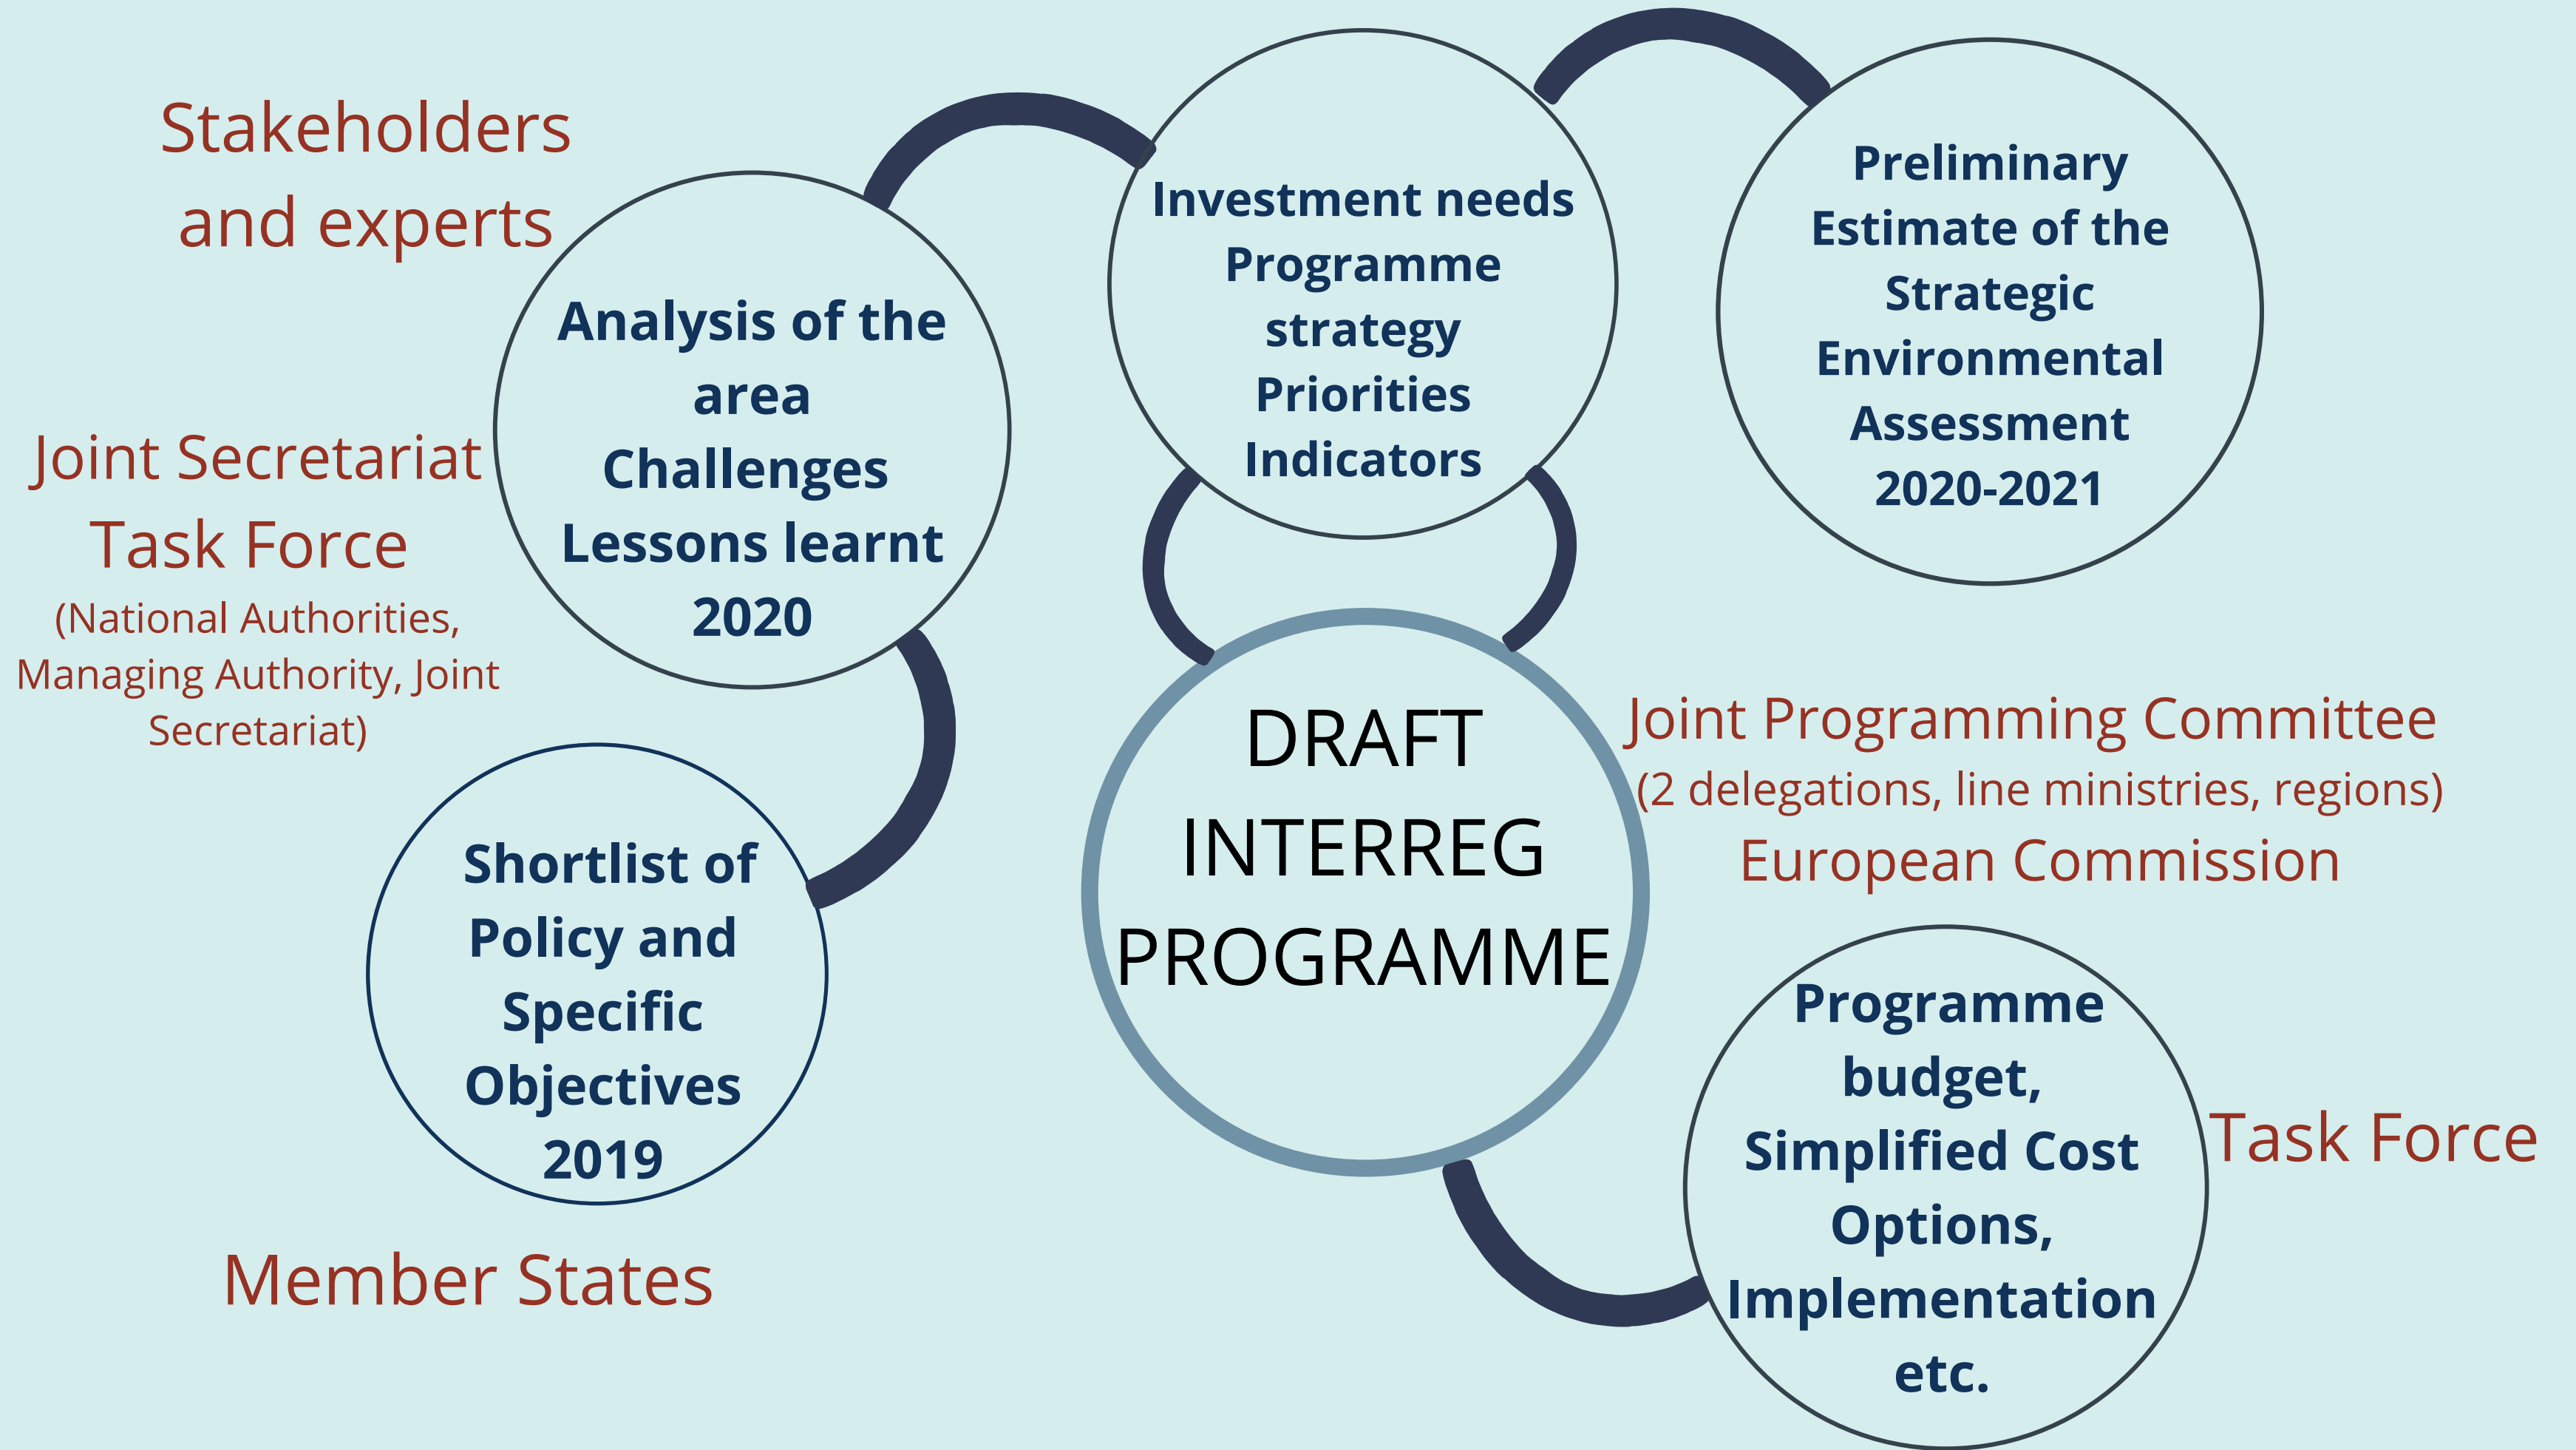 Stakeholders
and experts
Joint Secretariat
Task Force
(National Authorities,
Managing Authority, Joint
Secretariat)
Analysis of the
area
Challenges
Lessons learnt
2020
Shortlist of
Policy and
Specific
Objectives
2019
Member States
Investment needs
Programme
strategy
Priorities
Indicators
Preliminary
Estimate of the
Strategic
Environmental
Assessment
2020-2021
DRAFT
INTERREG
PROGRAMME
Joint Programming Committee
(2 delegations, line ministries, regions)
European Commission
Programme
budget,
Simplified Cost
Options,
Implementation
etc.
Task Force